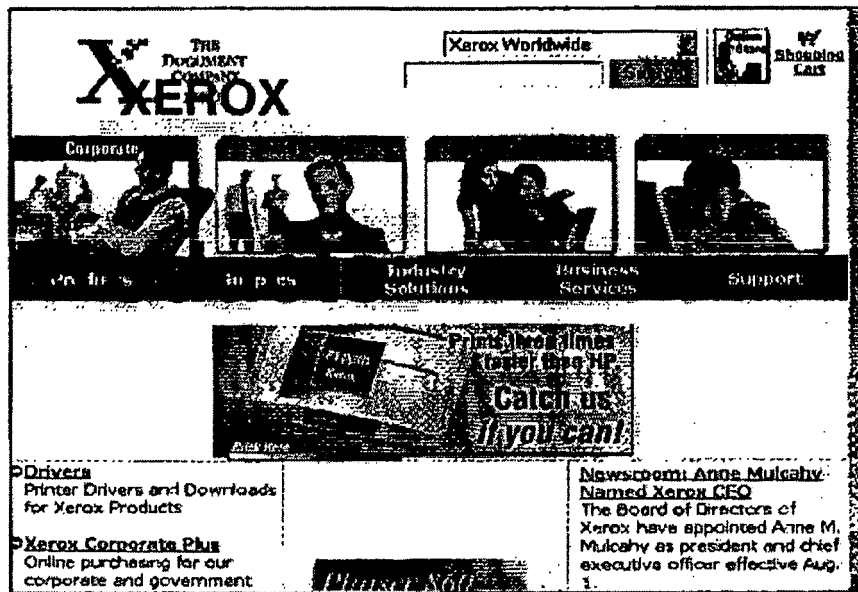 THE
DOCUMENT
COMPANY
XEROX
Xerox Worldwide
Shopping
Cart
Corporate
Industry
Solutions
Business
Services
Support
Prints three times
faster than HP.
Catch us
if you can!
Drivers
Printer Drivers and Downloads
for Xerox Products
Xerox Corporate Plus
Online purchasing for our
corporate and government
Newsroom: Anne Mulcahy
Named Xerox CEO
The Board of Directors of
Xerox have appointed Anne M.
Mulcahy as president and chief
executive officer effective Aug.
1.